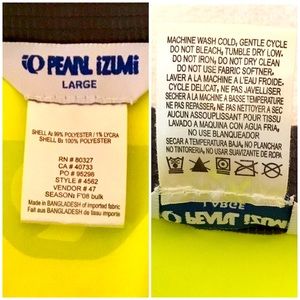 PEARL iZUMi
LARGE
SHELL A: 99% POLYESTER / 1% LYCRA
SHELL B: 100% POLYESTER
RN # 80327
CA # 40733
PO # 95298
STYLE # 4562
VENDOR # 47
SEASON: F'08 BULK
Made in BANGLADESH of imported fabric
Fait aus BANGLADESH de tissu importe
MACHINE WASH COLD, GENTLE CYCLE
DO NOT BLEACH, TUMBLE DRY LOW.
DO NOT IRON, DO NOT DRY CLEAN
DO NOT USE FABRIC SOFTNER.
LAVER A LA MACHINE A L'EAU FROIDE.
CYCLE DELICAT, NE PAS JAVELLISER
SECHER A LA MACHINE A BASSE TEMPERATURE
NE PAS REPASSER, NE PAS NETTOYER A SEC
AUCUN ASSOUPLISSANT POUR TISSU
LAVADO A MAQUINA CON AGUA FRIA,
NO USE BLANQUEADOR
SECAR A TEMPERATURA BAJA, NO PLANCHAR
NO TINTORERIA, NO USAR SUAVIZANTE DE
ROPA
LARGE
PEARL iZUMi